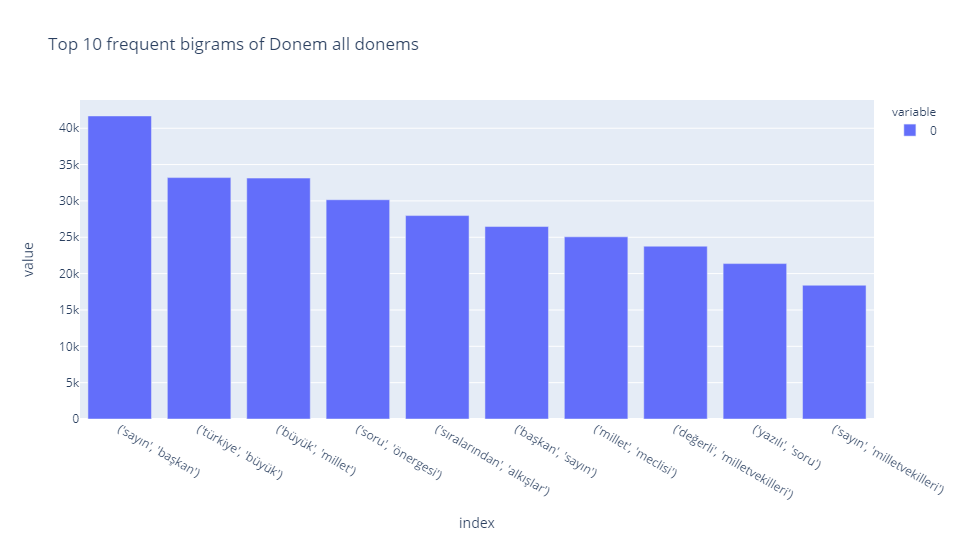 Top 10 frequent bigrams of Donem all donems
variable
0
value
40k
35k
30k
25k
20k
15k
10k
5k
0
('sayın', 'başkan')
('türkiye', 'büyük')
('büyük', 'millet')
('soru', 'önergesi')
('sıralarından', 'alkışlar')
('başkan', 'sayın')
('millet', 'meclisi')
('değerli', 'milletvekilleri')
('yazılı', 'soru')
('sayın', 'milletvekilleri')
index